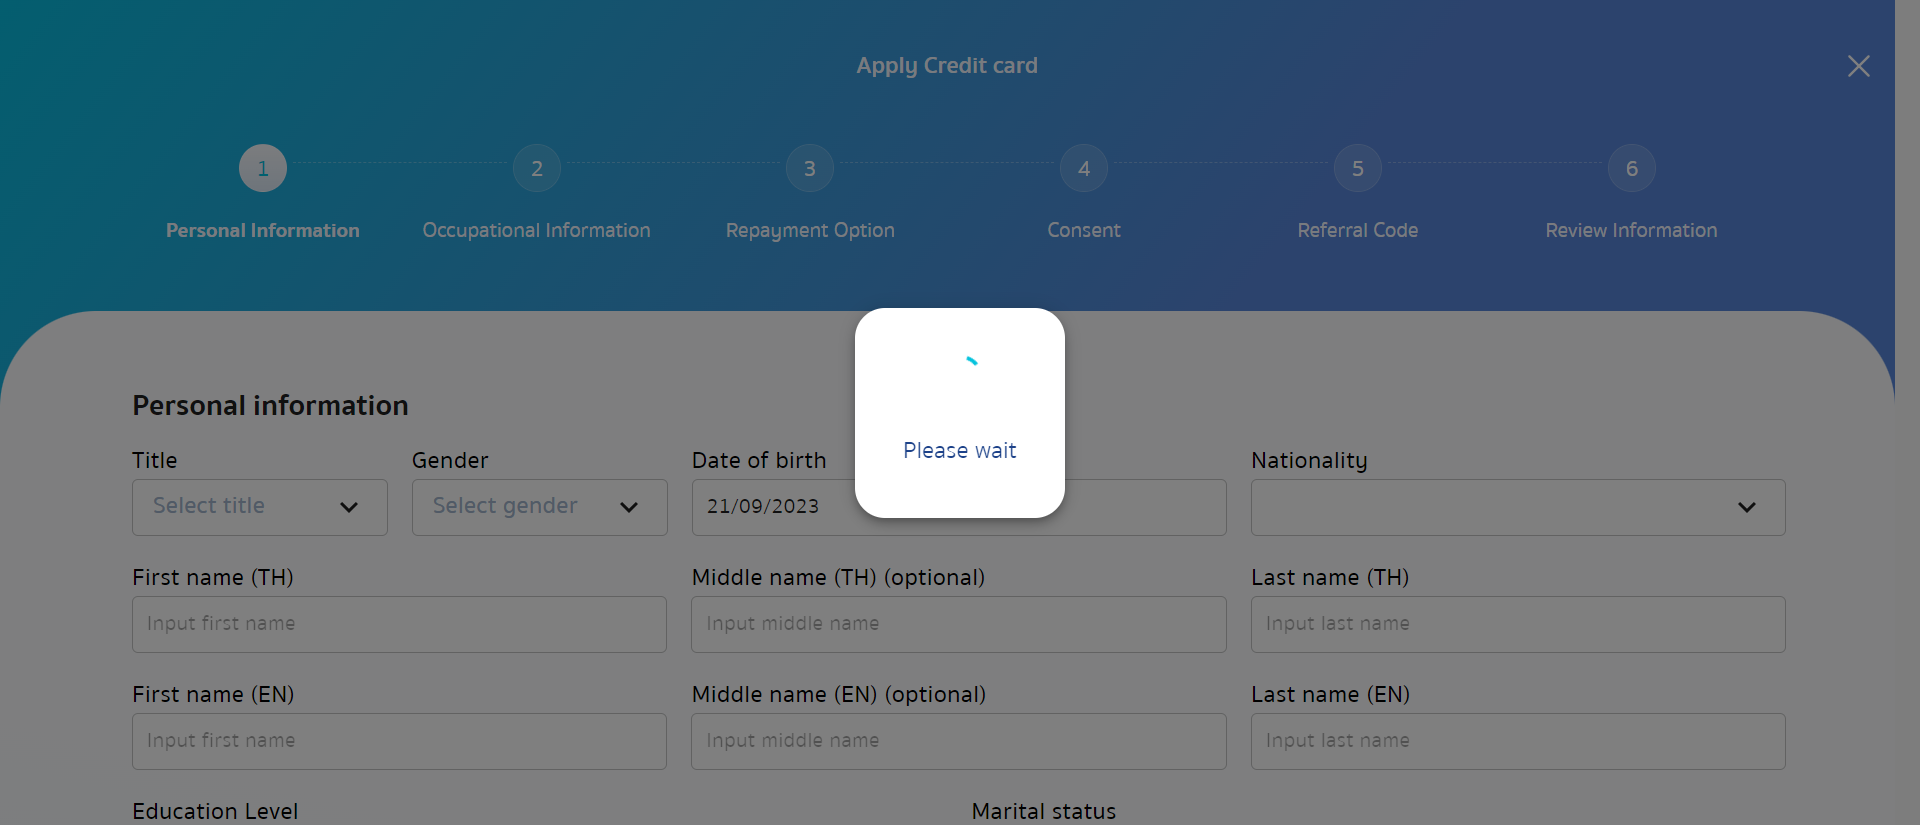 Apply Credit card
1
2
3
4
5
6
Personal Information
Occupational Information
Repayment Option
Consent
Referral Code
Review Information
Please wait
Personal information
Title
Gender
Date of birth
Nationality
Select title
Select gender
21/09/2023
First name (TH)
Middle name (TH) (optional)
Last name (TH)
Input first name
Input middle name
Input last name
First name (EN)
Middle name (EN) (optional)
Last name (EN)
Input first name
Input middle name
Input last name
Education Level
Marital status